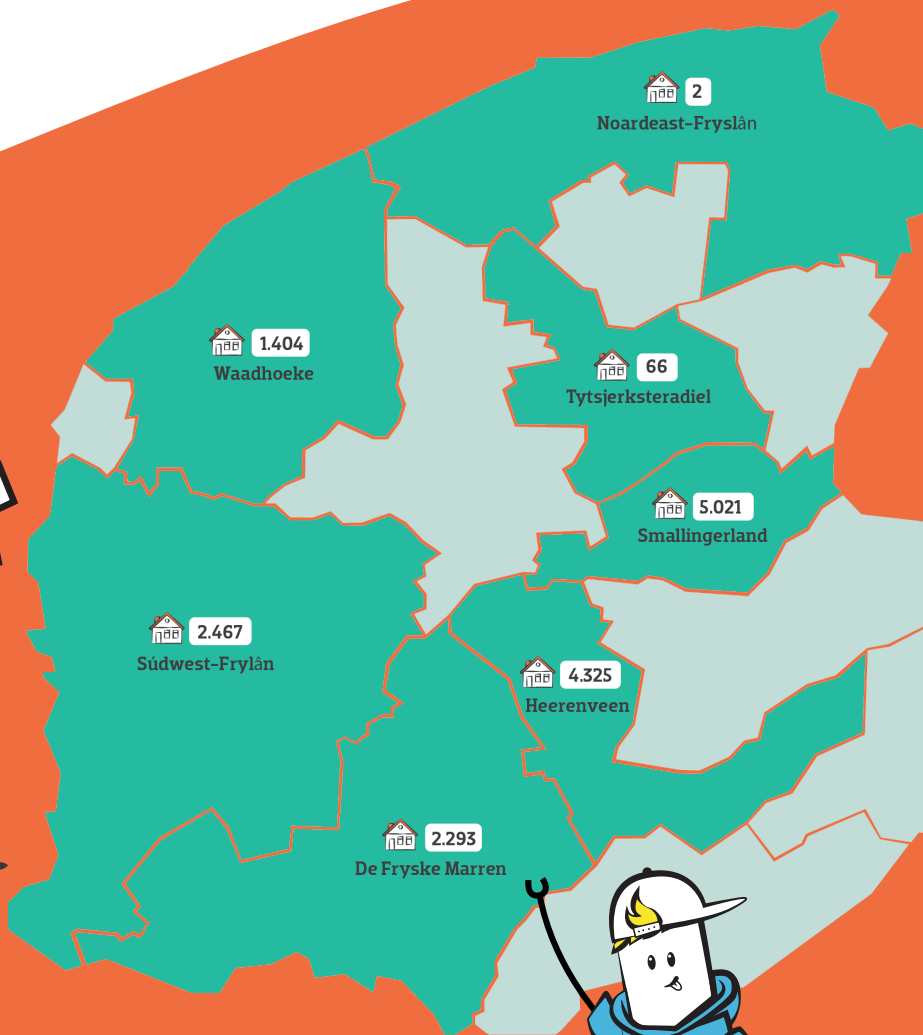 2
Noardeast-Fryslân
1.404
Waadhoeke
66
Tytsjerksteradiel
5.021
Smallingerland
2.467
Súdwest-Frylân
4.325
Heerenveen
2.293
De Fryske Marren